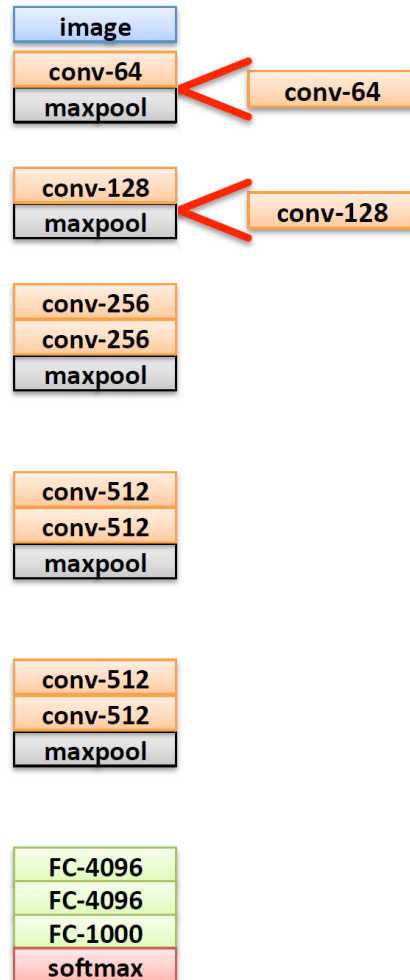 image
conv-64
maxpool
conv-64
conv-128
maxpool
conv-128
conv-256
conv-256
maxpool
conv-512
conv-512
maxpool
conv-512
conv-512
maxpool
FC-4096
FC-4096
FC-1000
softmax